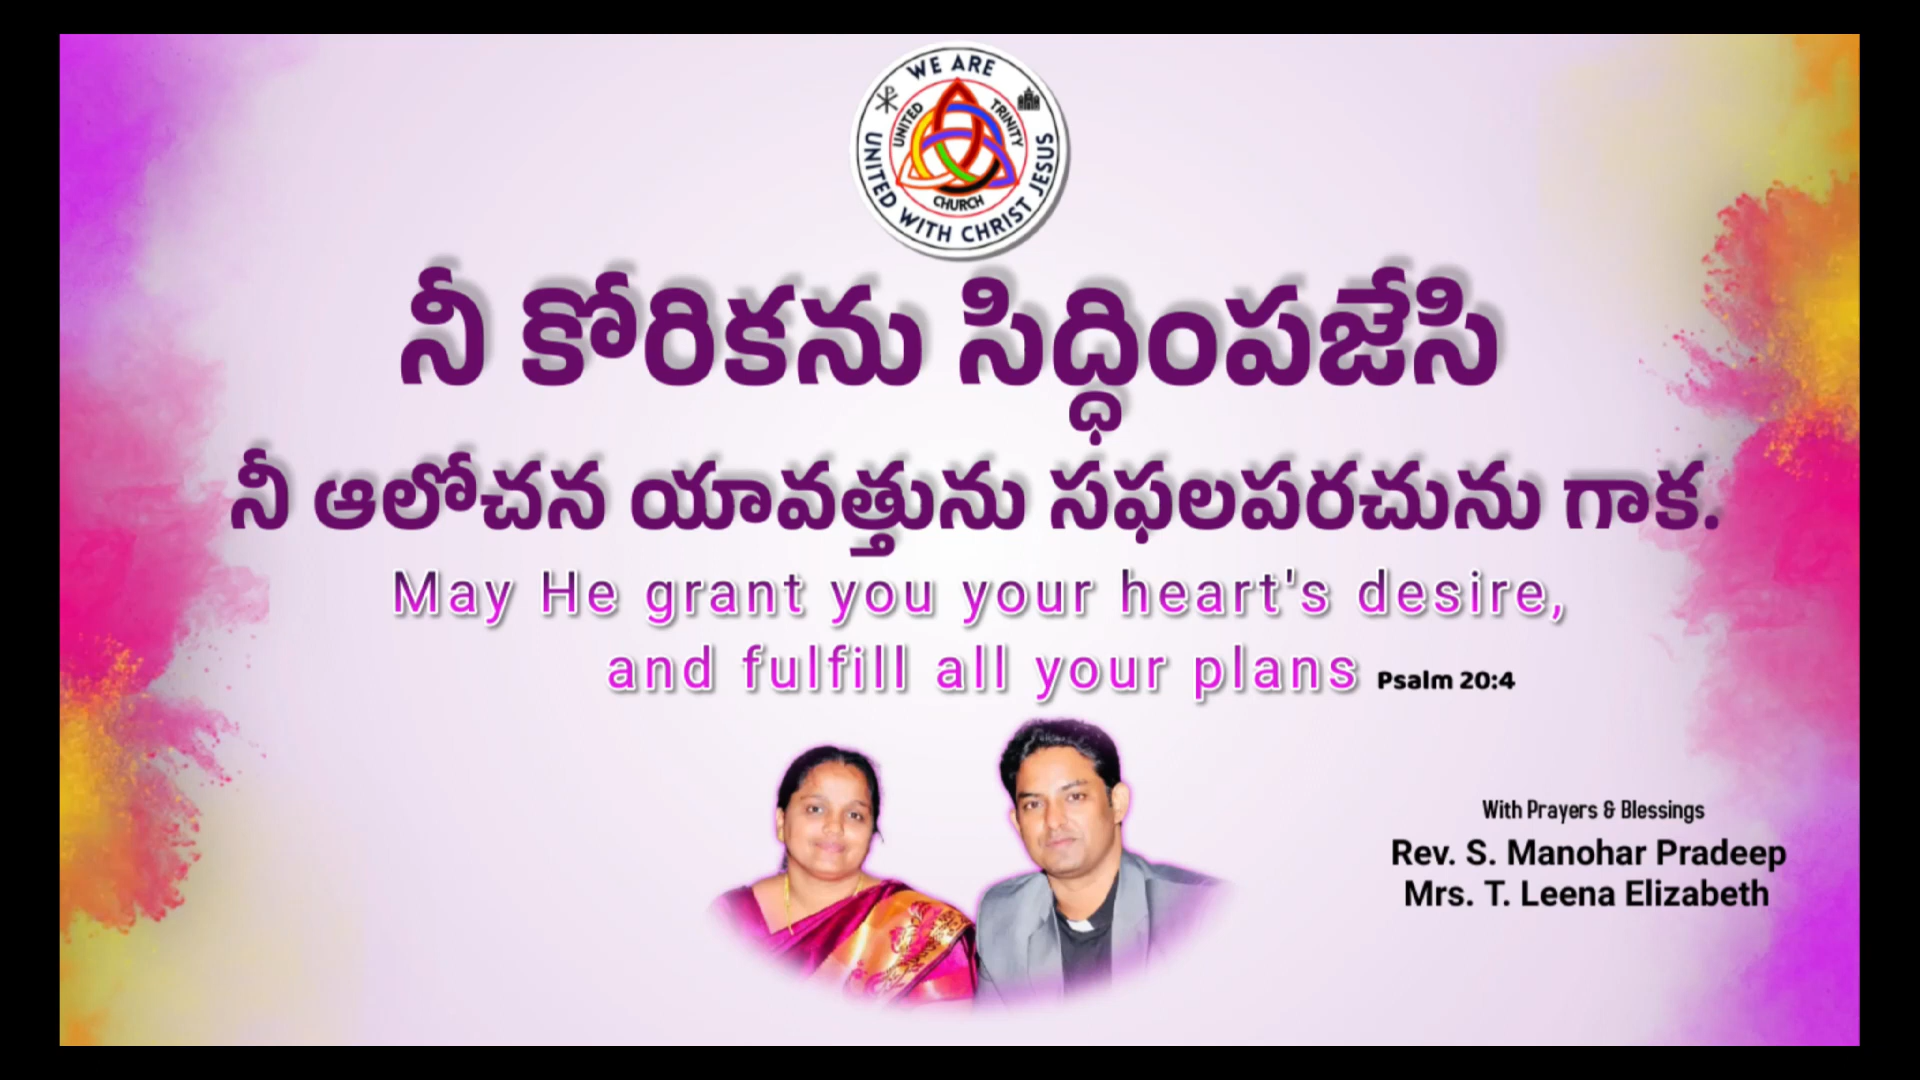 WE ARE
UNITED WITH CHRIST JESUS
UNITED TRINITY
CHURCH
నీ కోరికను సిద్ధింపజేసి
నీ ఆలోచన యావత్తును సఫలపరచును గాక.
May He grant you your heart's desire,
and fulfill all your plans Psalm 20:4
With Prayers & Blessings
Rev. S. Manohar Pradeep
Mrs. T. Leena Elizabeth